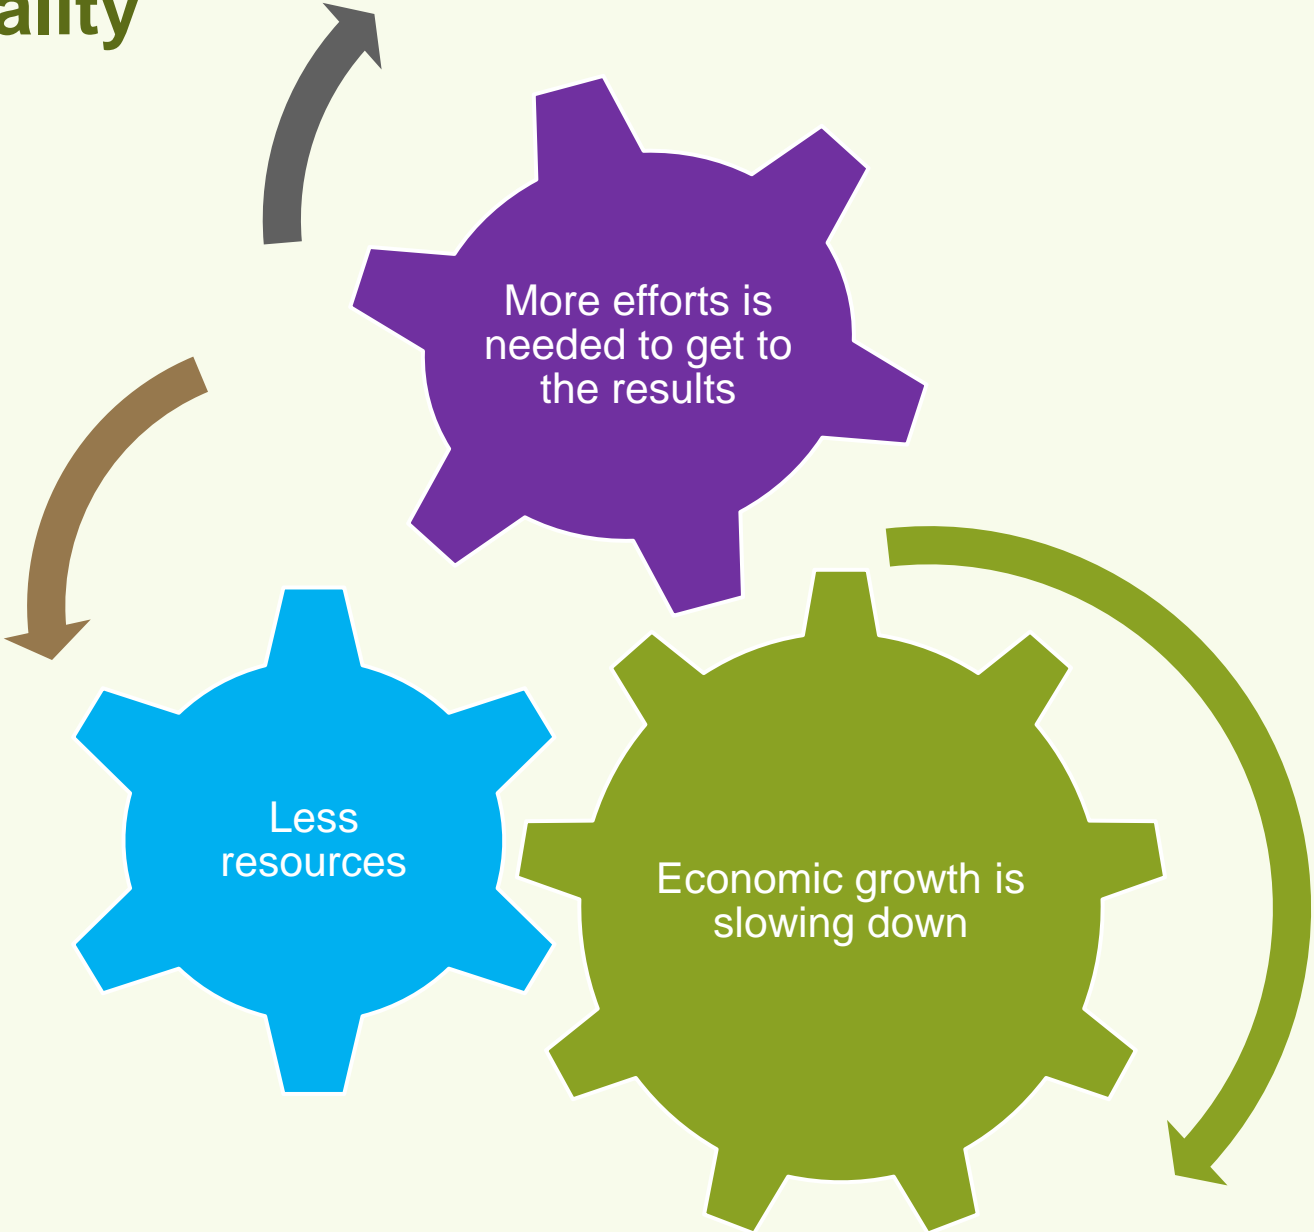 ality
More efforts is
needed to get to
the results
Less
resources
Economic growth is
slowing down